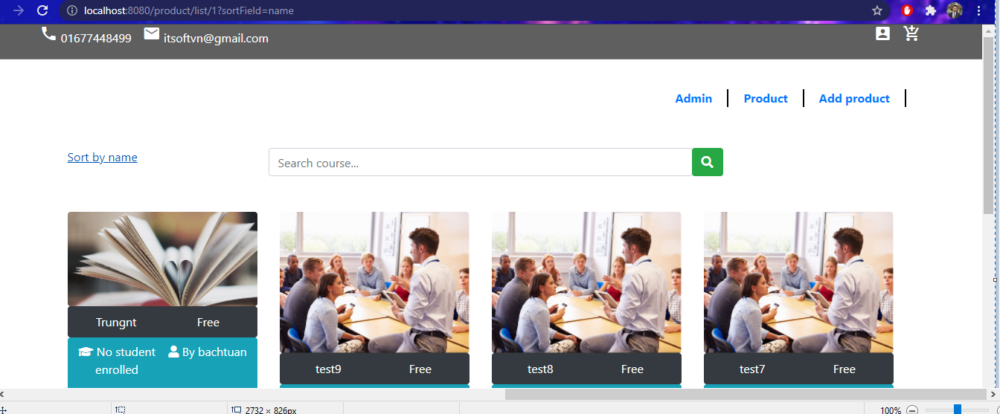 localhost:8080/product/list/1?sortField=name
01677448499 itsoftvn@gmail.com
Admin Product Add product
Sort by name
Search course...
Trungnt Free
No student enrolled
By bachtuan
test9 Free
test8 Free
test7 Free
2732 × 826px
100%